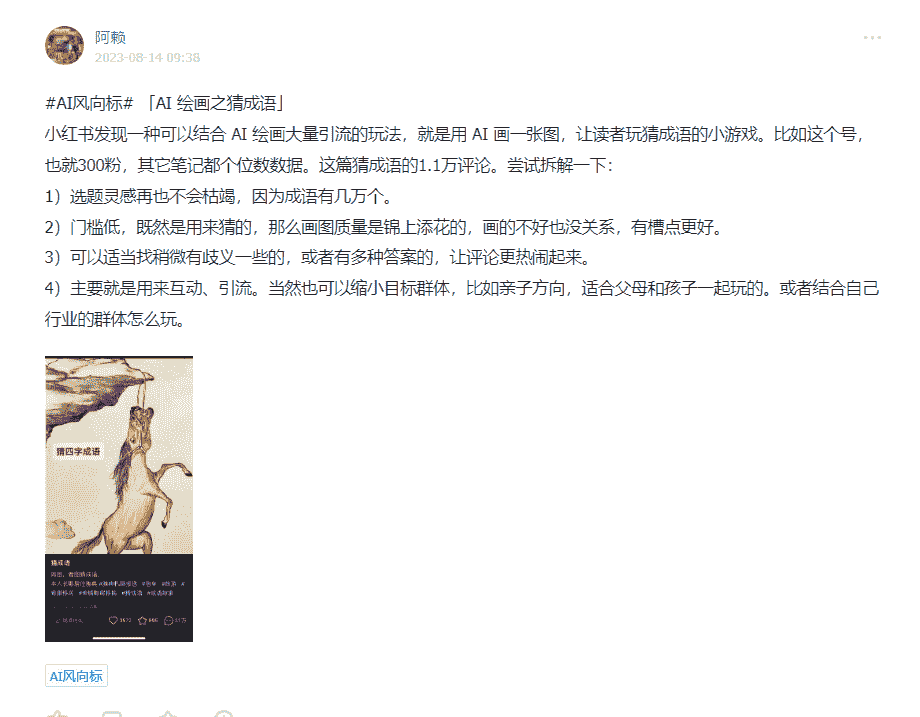 阿赖
2023-08-14 09:38
#AI风向标# 「AI 绘画之猜成语」
小红书发现一种可以结合 AI 绘画大量引流的玩法，就是用 AI 画一张图，让读者玩猜成语的小游戏。比如这个号，
也就300粉，其它笔记都个位数数据。这篇猜成语的1.1万评论。尝试拆解一下：
1）选题灵感再也不会枯竭，因为成语有几万个。
2）门槛低，既然是用来猜的，那么画图质量是锦上添花的，画的不好也没关系，有槽点更好。
3）可以适当找稍微有歧义一些的，或者有多种答案的，让评论更热闹起来。
4）主要就是用来互动、引流。当然也可以缩小目标群体，比如亲子方向，适合父母和孩子一起玩的。或者结合自己
行业的群体怎么玩。
猜四字成语
猜成语
AI风向标